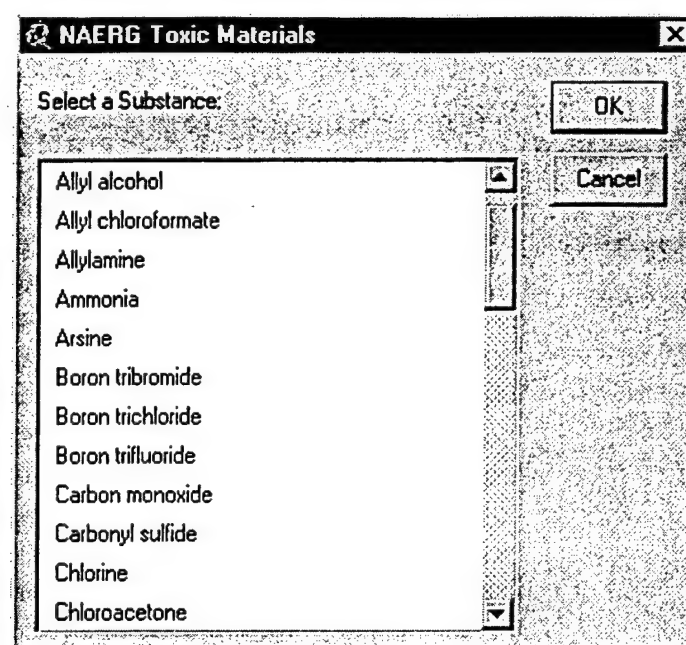 NAERG Toxic Materials
Select a Substance:
OK
Cancel
Allyl alcohol
Allyl chloroformate
Allylamine
Ammonia
Arsine
Boron tribromide
Boron trichloride
Boron trifluoride
Carbon monoxide
Carbonyl sulfide
Chlorine
Chloroacetone